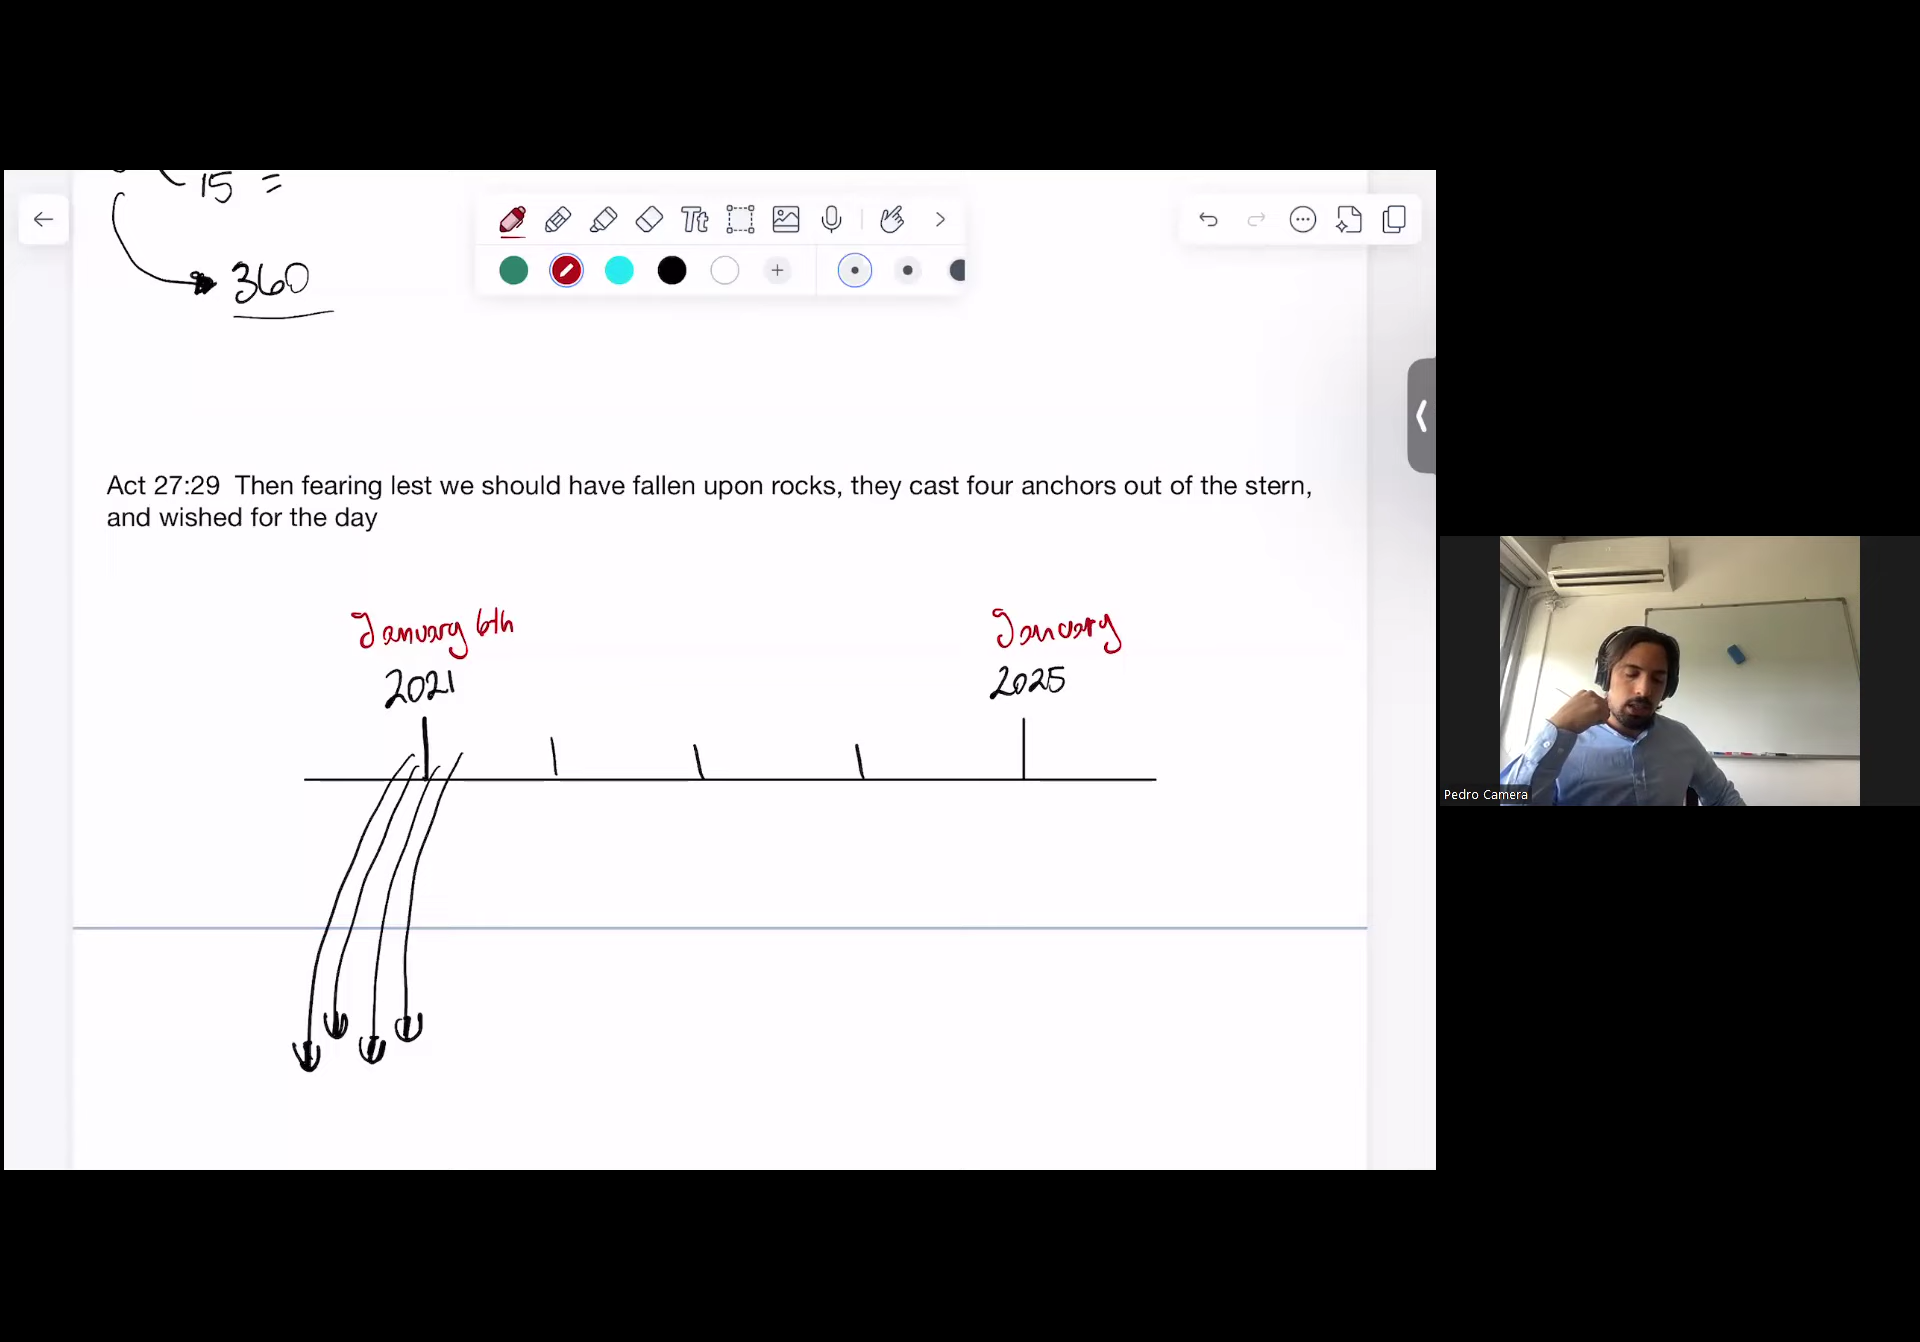 15 =
360
Act 27:29  Then fearing lest we should have fallen upon rocks, they cast four anchors out of the stern,
and wished for the day
January 6th
January
2021
2025
Tt
Pedro Camera